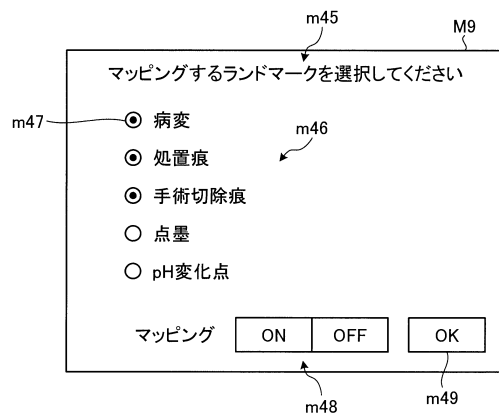 m45
M9
マッピングするランドマークを選択してください
m47
病変
m46
処置痕
手術切除痕
点墨
pH変化点
マッピング ON OFF OK
m48
m49